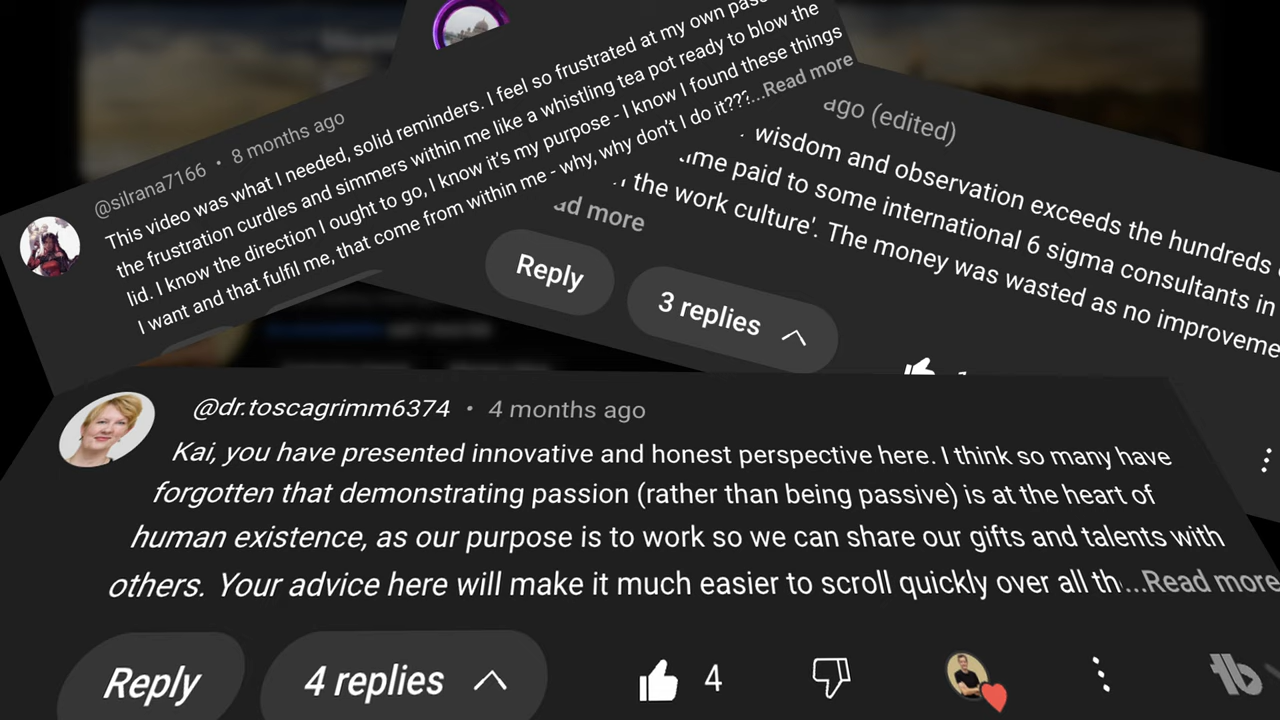 @silrana7166 • 8 months ago
This video was what I needed, solid reminders. I feel so frustrated at my own
the frustration curdles and simmers within me like a whistling tea pot ready to blow the
lid. I know the direction I ought to go, I know it's my purpose - I know I found these things
I want and that fulfil me, that come from within me - why, why don't I do it???...Read more
ago (edited)
wisdom and observation exceeds the hundreds
paid to some international 6 sigma consultants in
the work culture'. The money was wasted as no
more
Reply
3 replies
@dr.toscagrimm6374 • 4 months ago
Kai, you have presented innovative and honest perspective here. I think so many have
forgotten that demonstrating passion (rather than being passive) is at the heart of
human existence, as our purpose is to work so we can share our gifts and talents with
others. Your advice here will make it much easier to scroll quickly over all th...Read more
Reply
4 replies
4